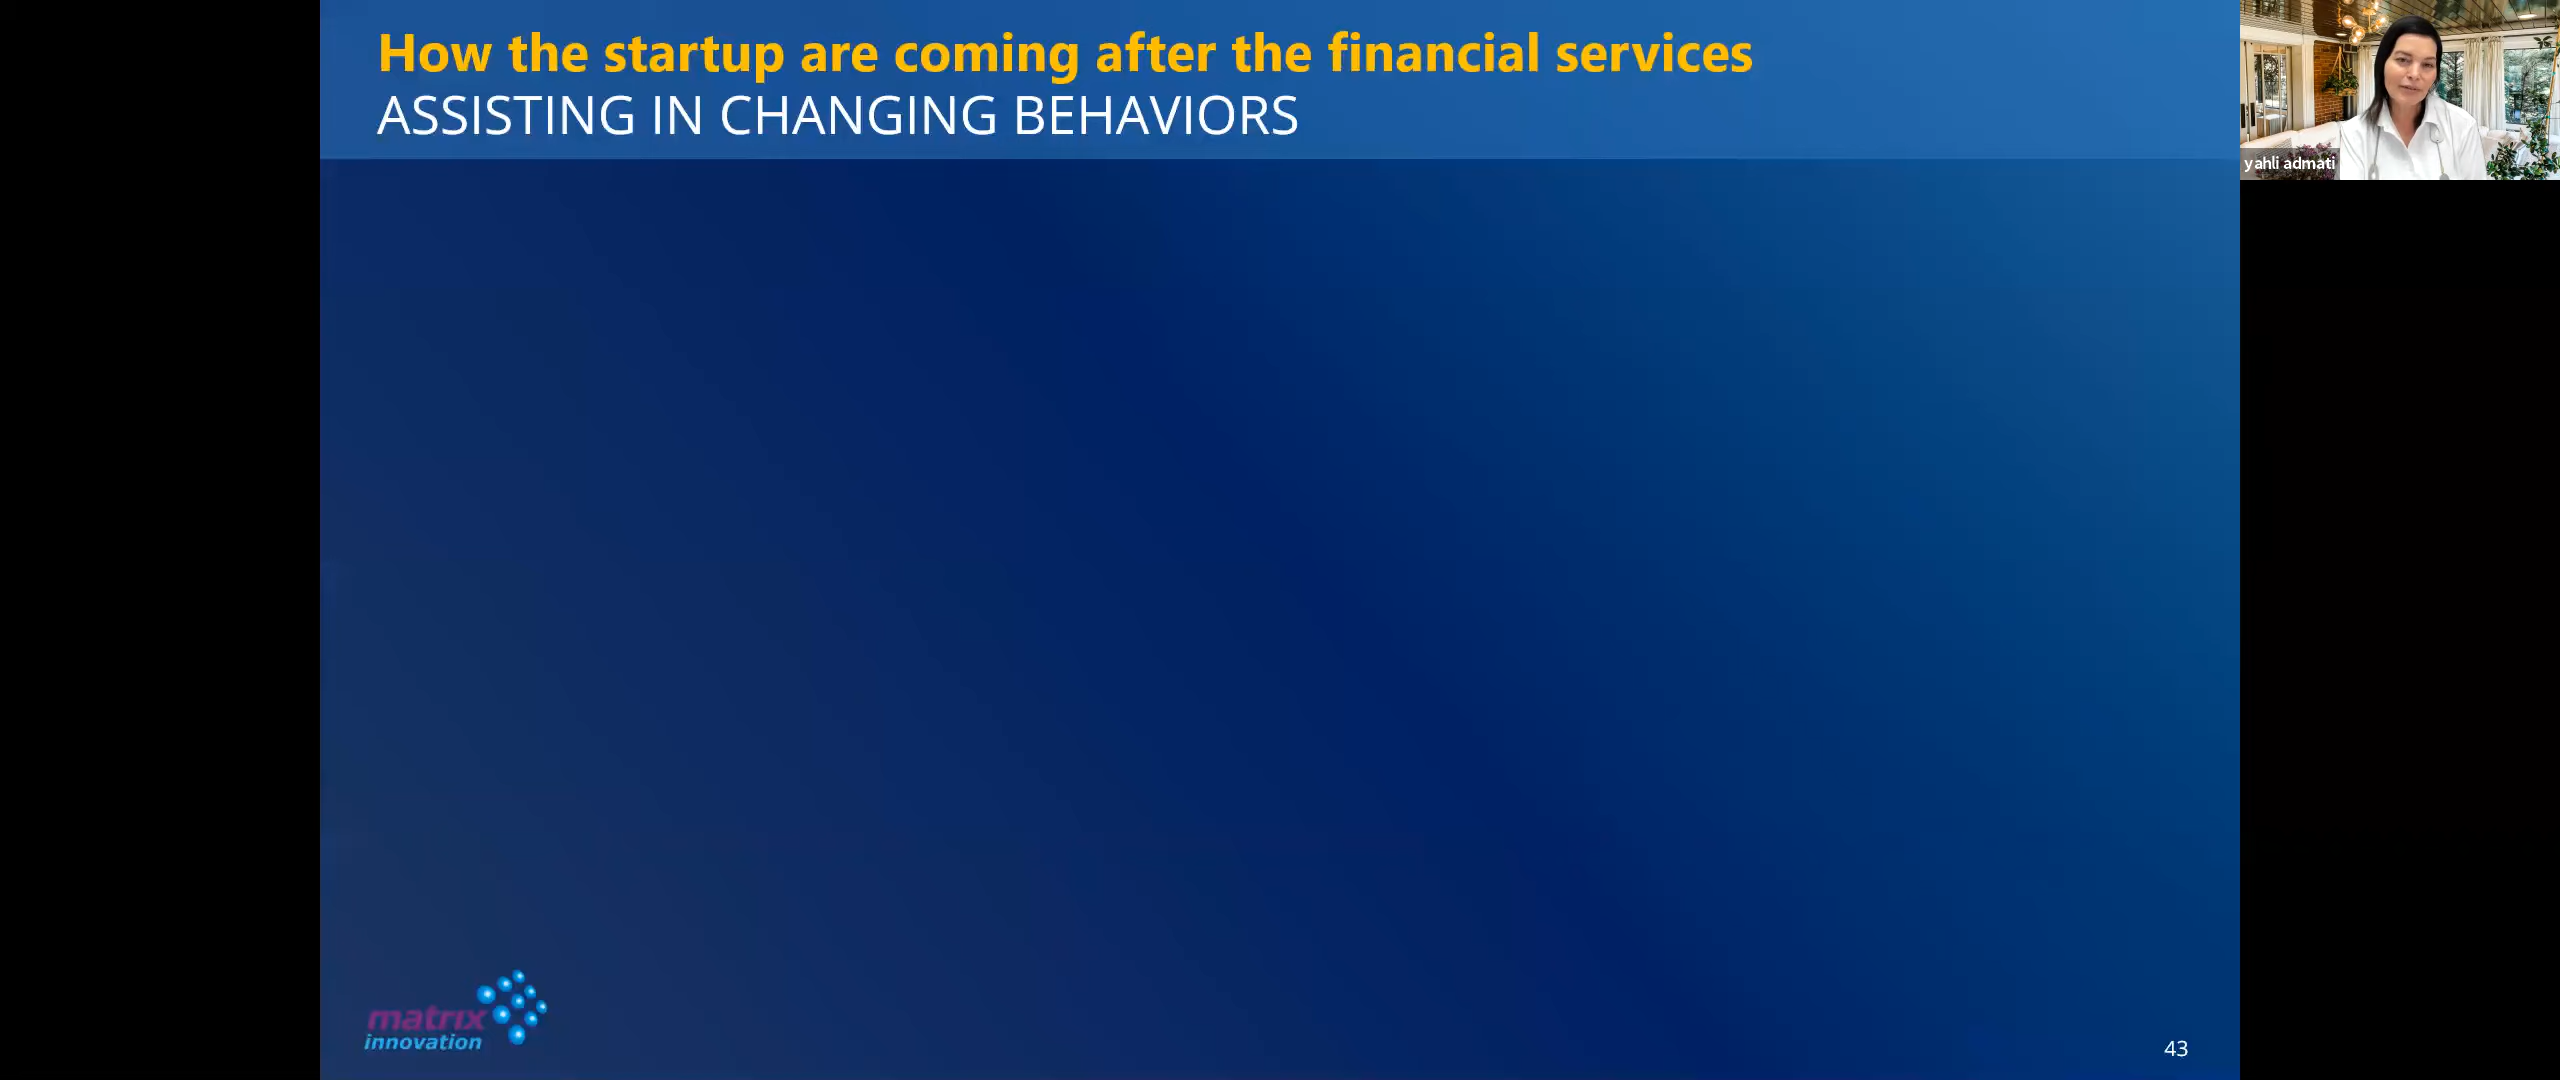 How the startup are coming after the financial services
ASSISTING IN CHANGING BEHAVIORS
yahli admati
matrix
innovation
43